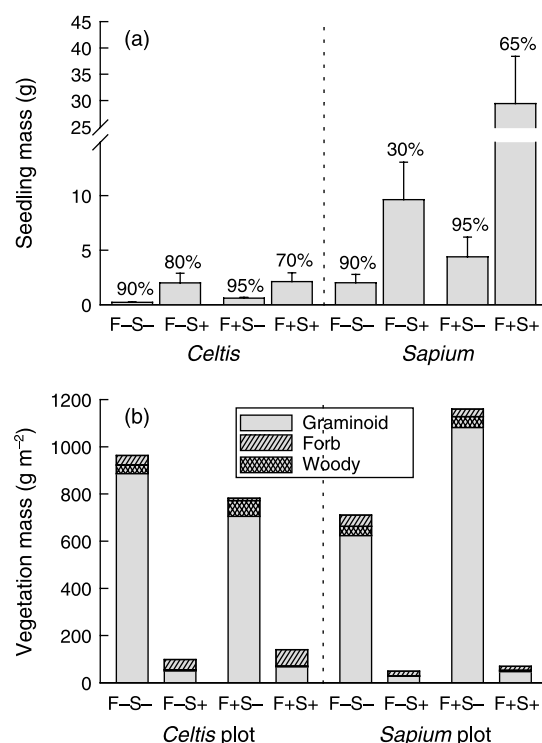 (a)
Seedling mass (g)
45
40
35
30
25
10
5
0
90%
80%
95%
70%
90%
30%
95%
65%
F–S– F–S+ F+S– F+S+ F–S– F–S+ F+S– F+S+
Celtis Sapium
(b)
Vegetation mass (g m–2)
1200
1000
800
600
400
200
0
Graminoid
Forb
Woody
F–S– F–S+ F+S– F+S+ F–S– F–S+ F+S– F+S+
Celtis plot Sapium plot